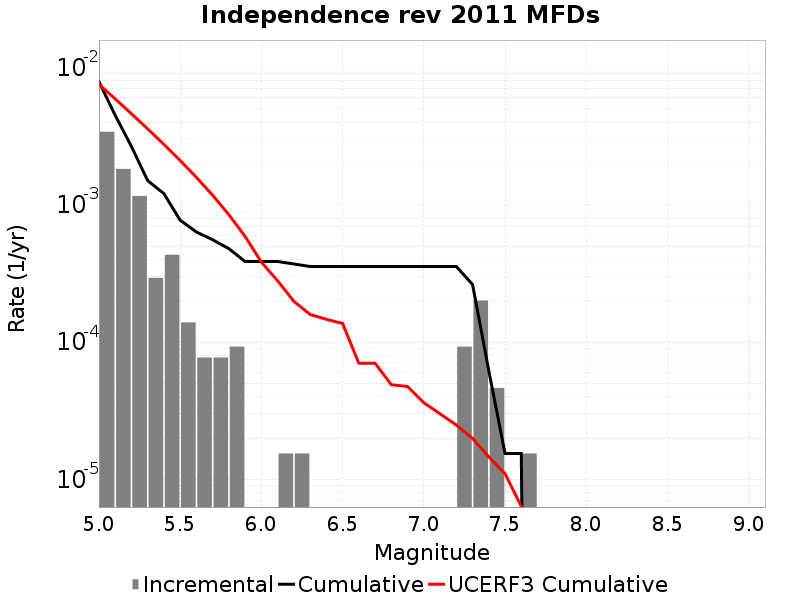 Independence rev 2011 MFDs
10-2
10-3
10-4
10-5
Rate (1/yr)
5.0 5.5 6.0 6.5 7.0 7.5 8.0 8.5 9.0
Magnitude
Incremental Cumulative UCERF3 Cumulative